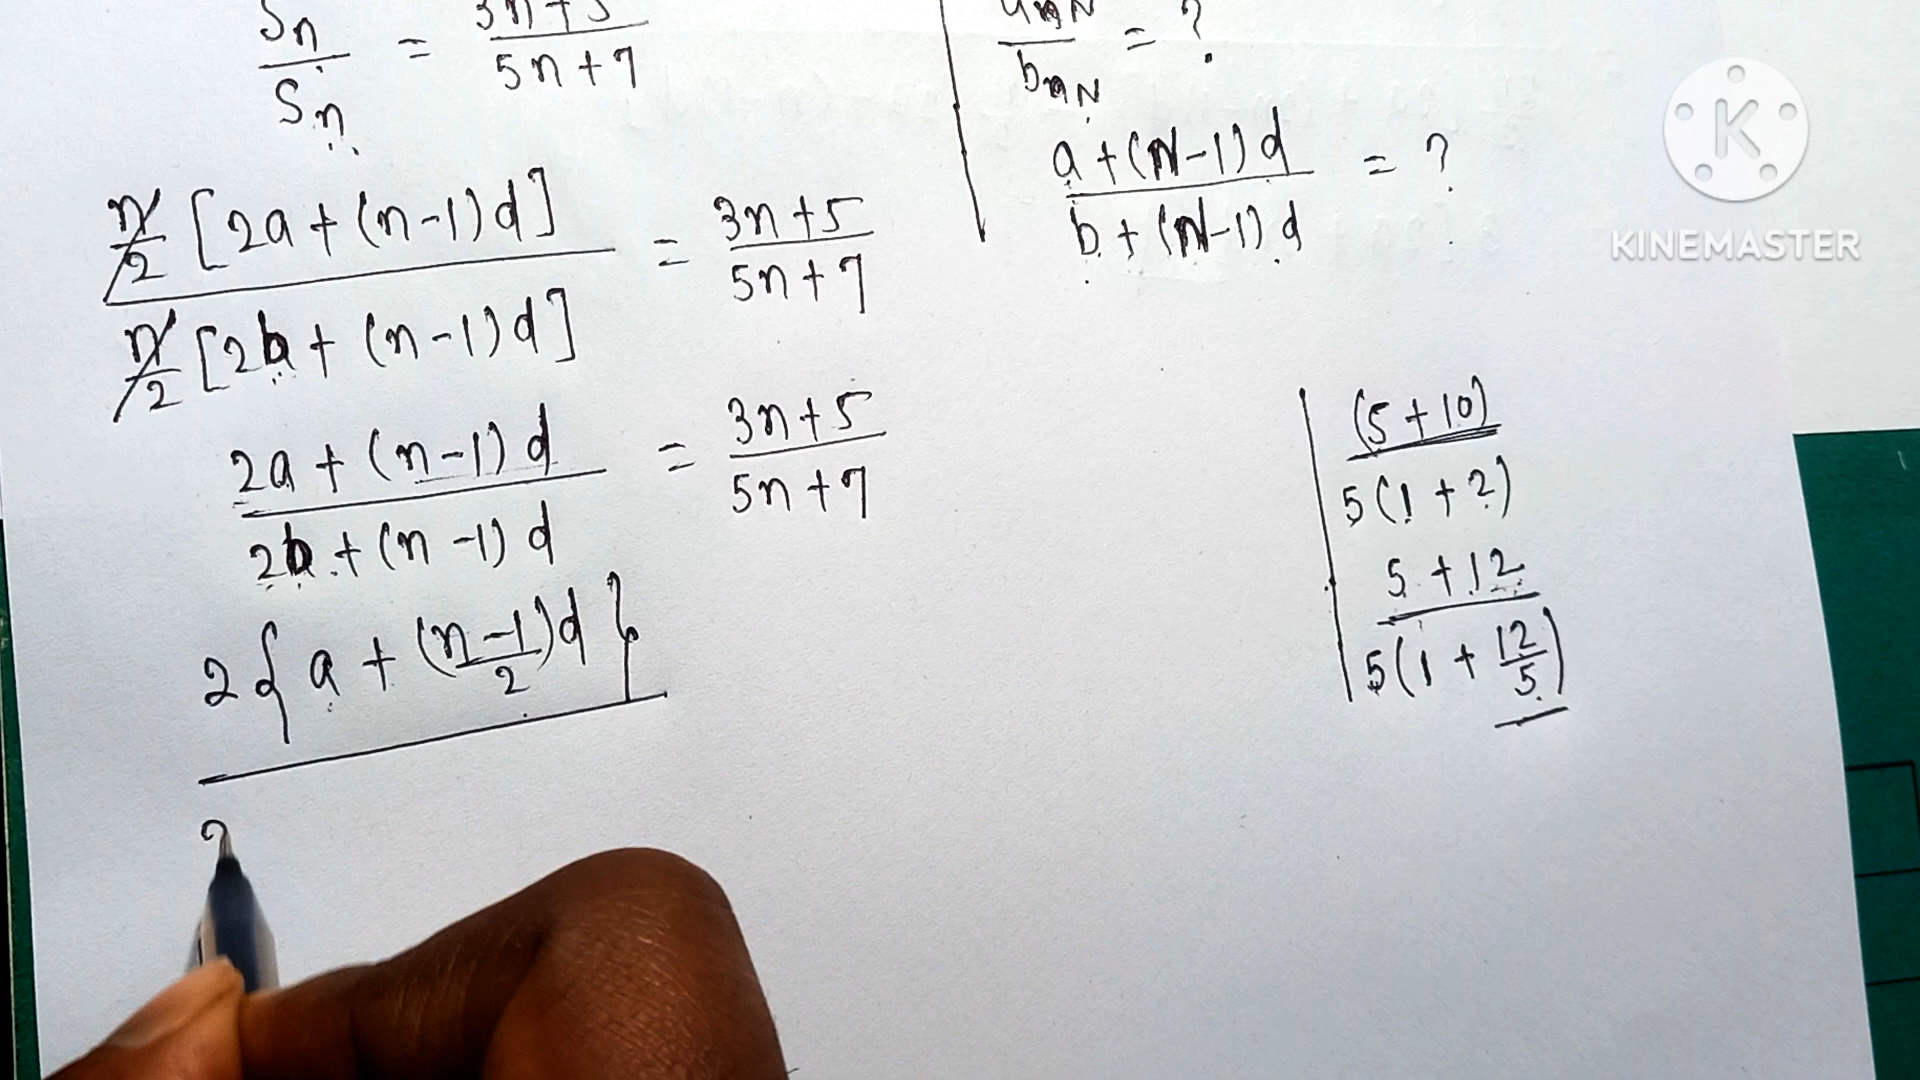 Sn/Sn = 3n+5/5n+7
n/2 [2a + (n-1)d] / n/2 [2b + (n-1)d] = 3n+5/5n+7
2a + (n-1)d / 2b + (n-1)d = 3n+5/5n+7
2{a + (n-1/2)d}
2
= ?
a + (N-1)d / b + (N-1)d = ?
(5+10)
5(1+2)
5+12
5(1 + 12/5)
K
KINEMASTER